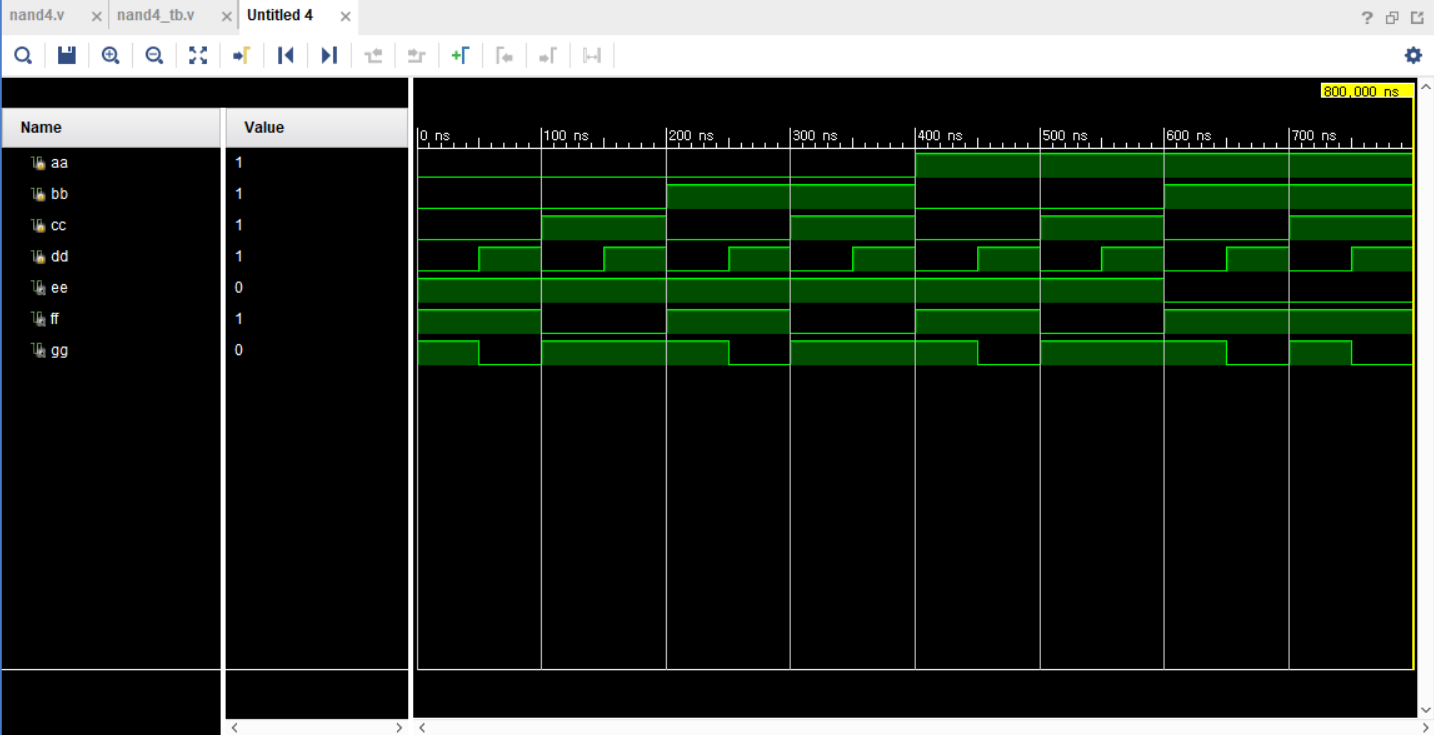 nand4.v × nand4_tb.v × Untitled 4 ×
?
800,000 ns
Name Value
0 ns 100 ns 200 ns 300 ns 400 ns 500 ns 600 ns 700 ns
aa 1
bb 1
cc 1
dd 1
ee 0
ff 1
gg 0